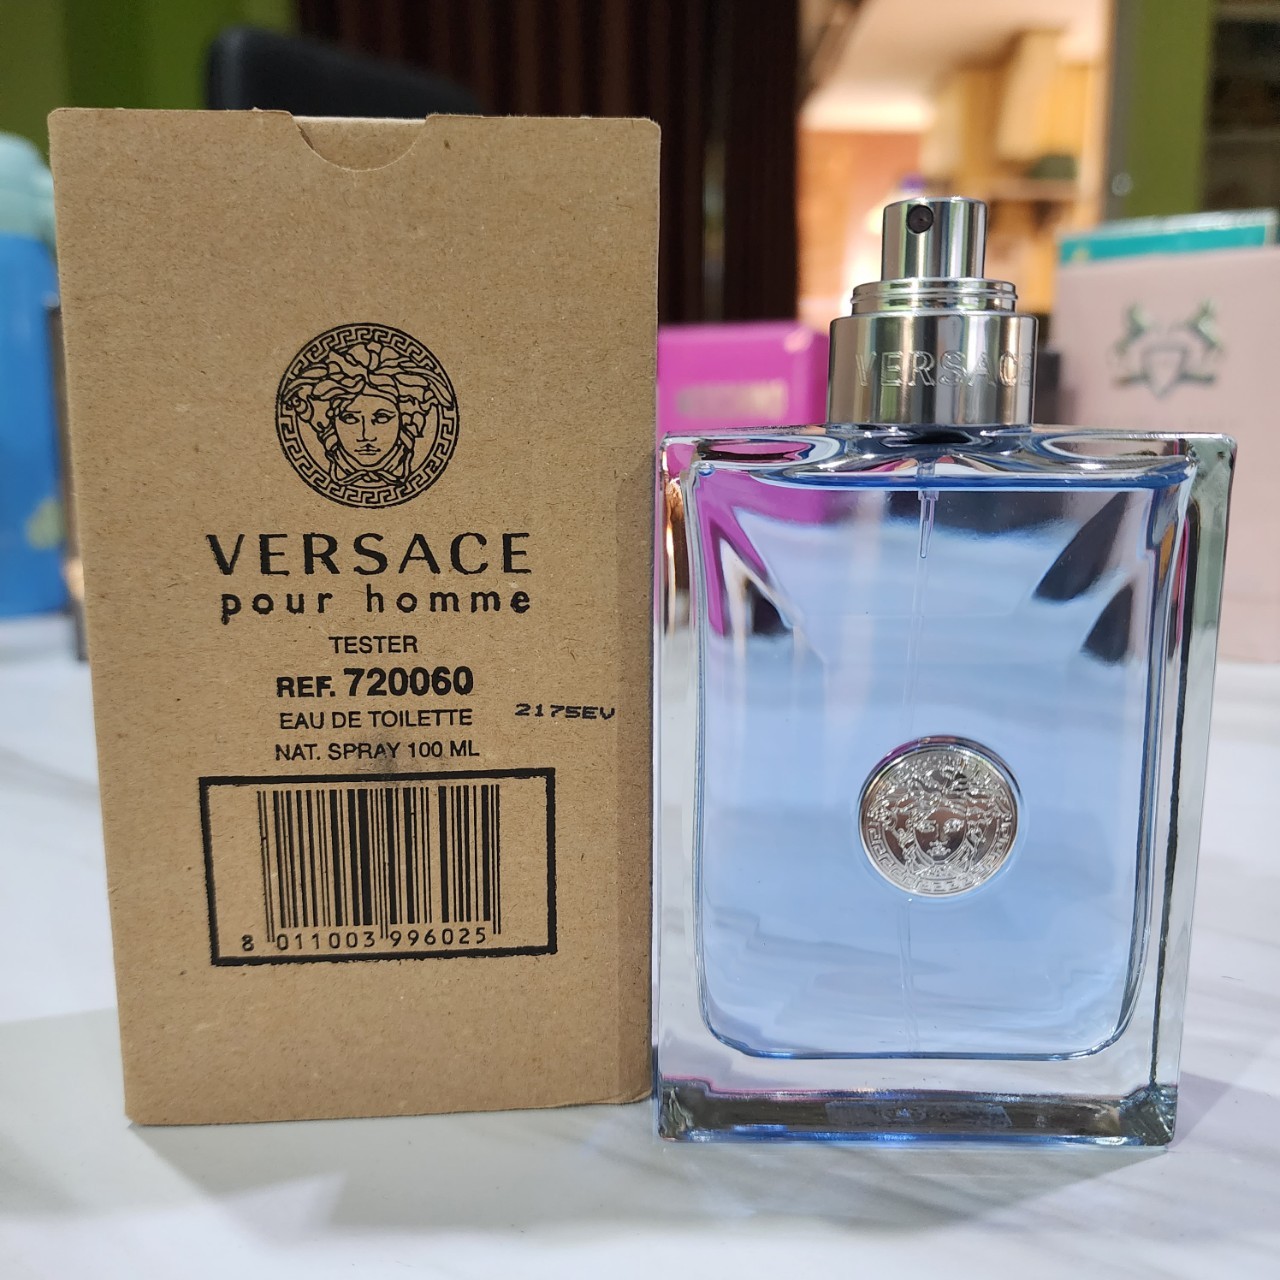 VERSACE
pour homme
TESTER
REF. 720060
EAU DE TOILETTE
2175EV
NAT. SPRAY 100 ML
8 011003 996025
VERSACE